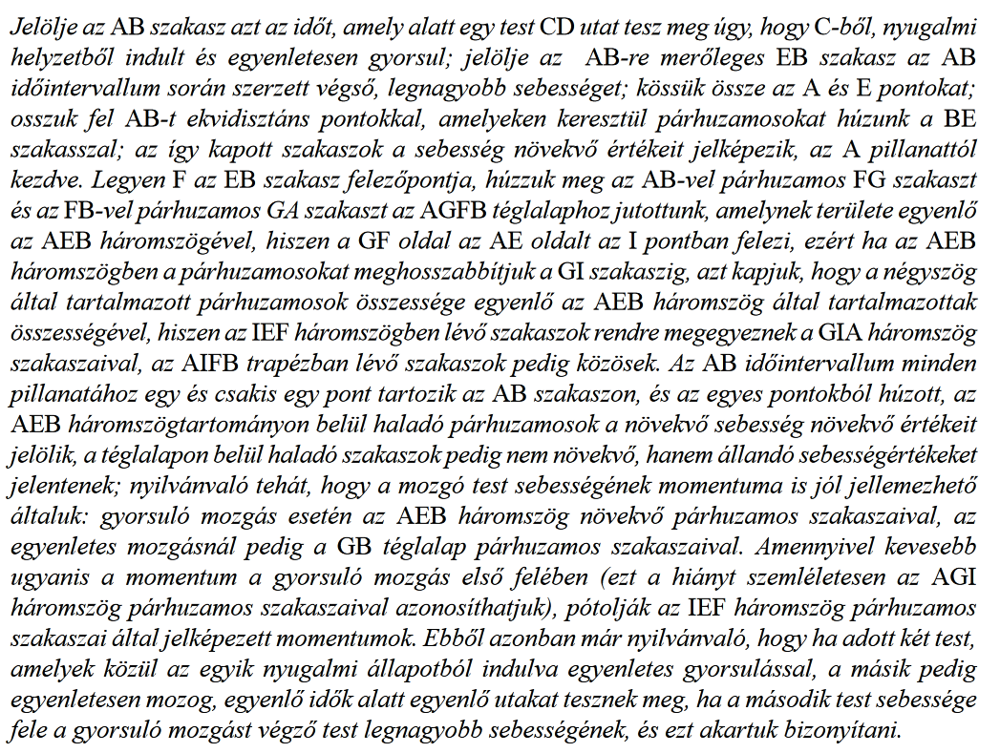 Jelölje az AB szakasz azt az időt, amely alatt egy test CD utat tesz meg úgy, hogy C-ből, nyugalmi
helyzetből indult és egyenletesen gyorsul; jelölje az AB-re merőleges EB szakasz az AB
időintervallum során szerzett végső, legnagyobb sebességet; kössük össze az A és E pontokat;
osszuk fel AB-t ekvidisztáns pontokkal, amelyeken keresztül párhuzamosokat húzunk a BE
szakasszal; az így kapott szakaszok a sebesség növekvő értékeit jelképezik, az A pillanattól
kezdve. Legyen F az EB szakasz felezőpontja, húzzuk meg az AB-vel párhuzamos FG szakaszt
és az FB-vel párhuzamos GA szakaszt az AGFB téglalaphoz jutottunk, amelynek területe egyenlő
az AEB háromszögével, hiszen a GF oldal az AE oldalt az I pontban felezi, ezért ha az AEB
háromszögben a párhuzamosokat meghosszabbítjuk a GI szakaszig, azt kapjuk, hogy a négyszög
által tartalmazott párhuzamosok összessége egyenlő az AEB háromszög által tartalmazottak
összességével, hiszen az IEF háromszögben lévő szakaszok rendre megegyeznek a GIA háromszög
szakaszaival, az AIFB trapézban lévő szakaszok pedig közösek. Az AB időintervallum minden
pillanatához egy és csakis egy pont tartozik az AB szakaszon, és az egyes pontokból húzott, az
AEB háromszögtartományon belül haladó párhuzamosok a növekvő sebesség növekvő értékeit
jelölik, a téglalapon belül haladó szakaszok pedig nem növekvő, hanem állandó sebességértékeket
jelentenek; nyilvánvaló tehát, hogy a mozgó test sebességének momentuma is jól jellemezhető
általuk: gyorsuló mozgás esetén az AEB háromszög növekvő párhuzamos szakaszaival, az
egyenletes mozgásnál pedig a GB téglalap párhuzamos szakaszaival. Amennyivel kevesebb
ugyanis a momentum a gyorsuló mozgás első felében (ezt a hiányt szemléletesen az AGI
háromszög párhuzamos szakaszaival azonosíthatjuk), pótolják az IEF háromszög párhuzamos
szakaszai által jelképezett momentumok. Ebből azonban már nyilvánvaló, hogy ha adott két test,
amelyek közül az egyik nyugalmi állapotból indulva egyenletes gyorsulással, a másik pedig
egyenletesen mozog, egyenlő idők alatt egyenlő utakat tesznek meg, ha a második test sebessége
fele a gyorsuló mozgást végző test legnagyobb sebességének, és ezt akartuk bizonyítani.